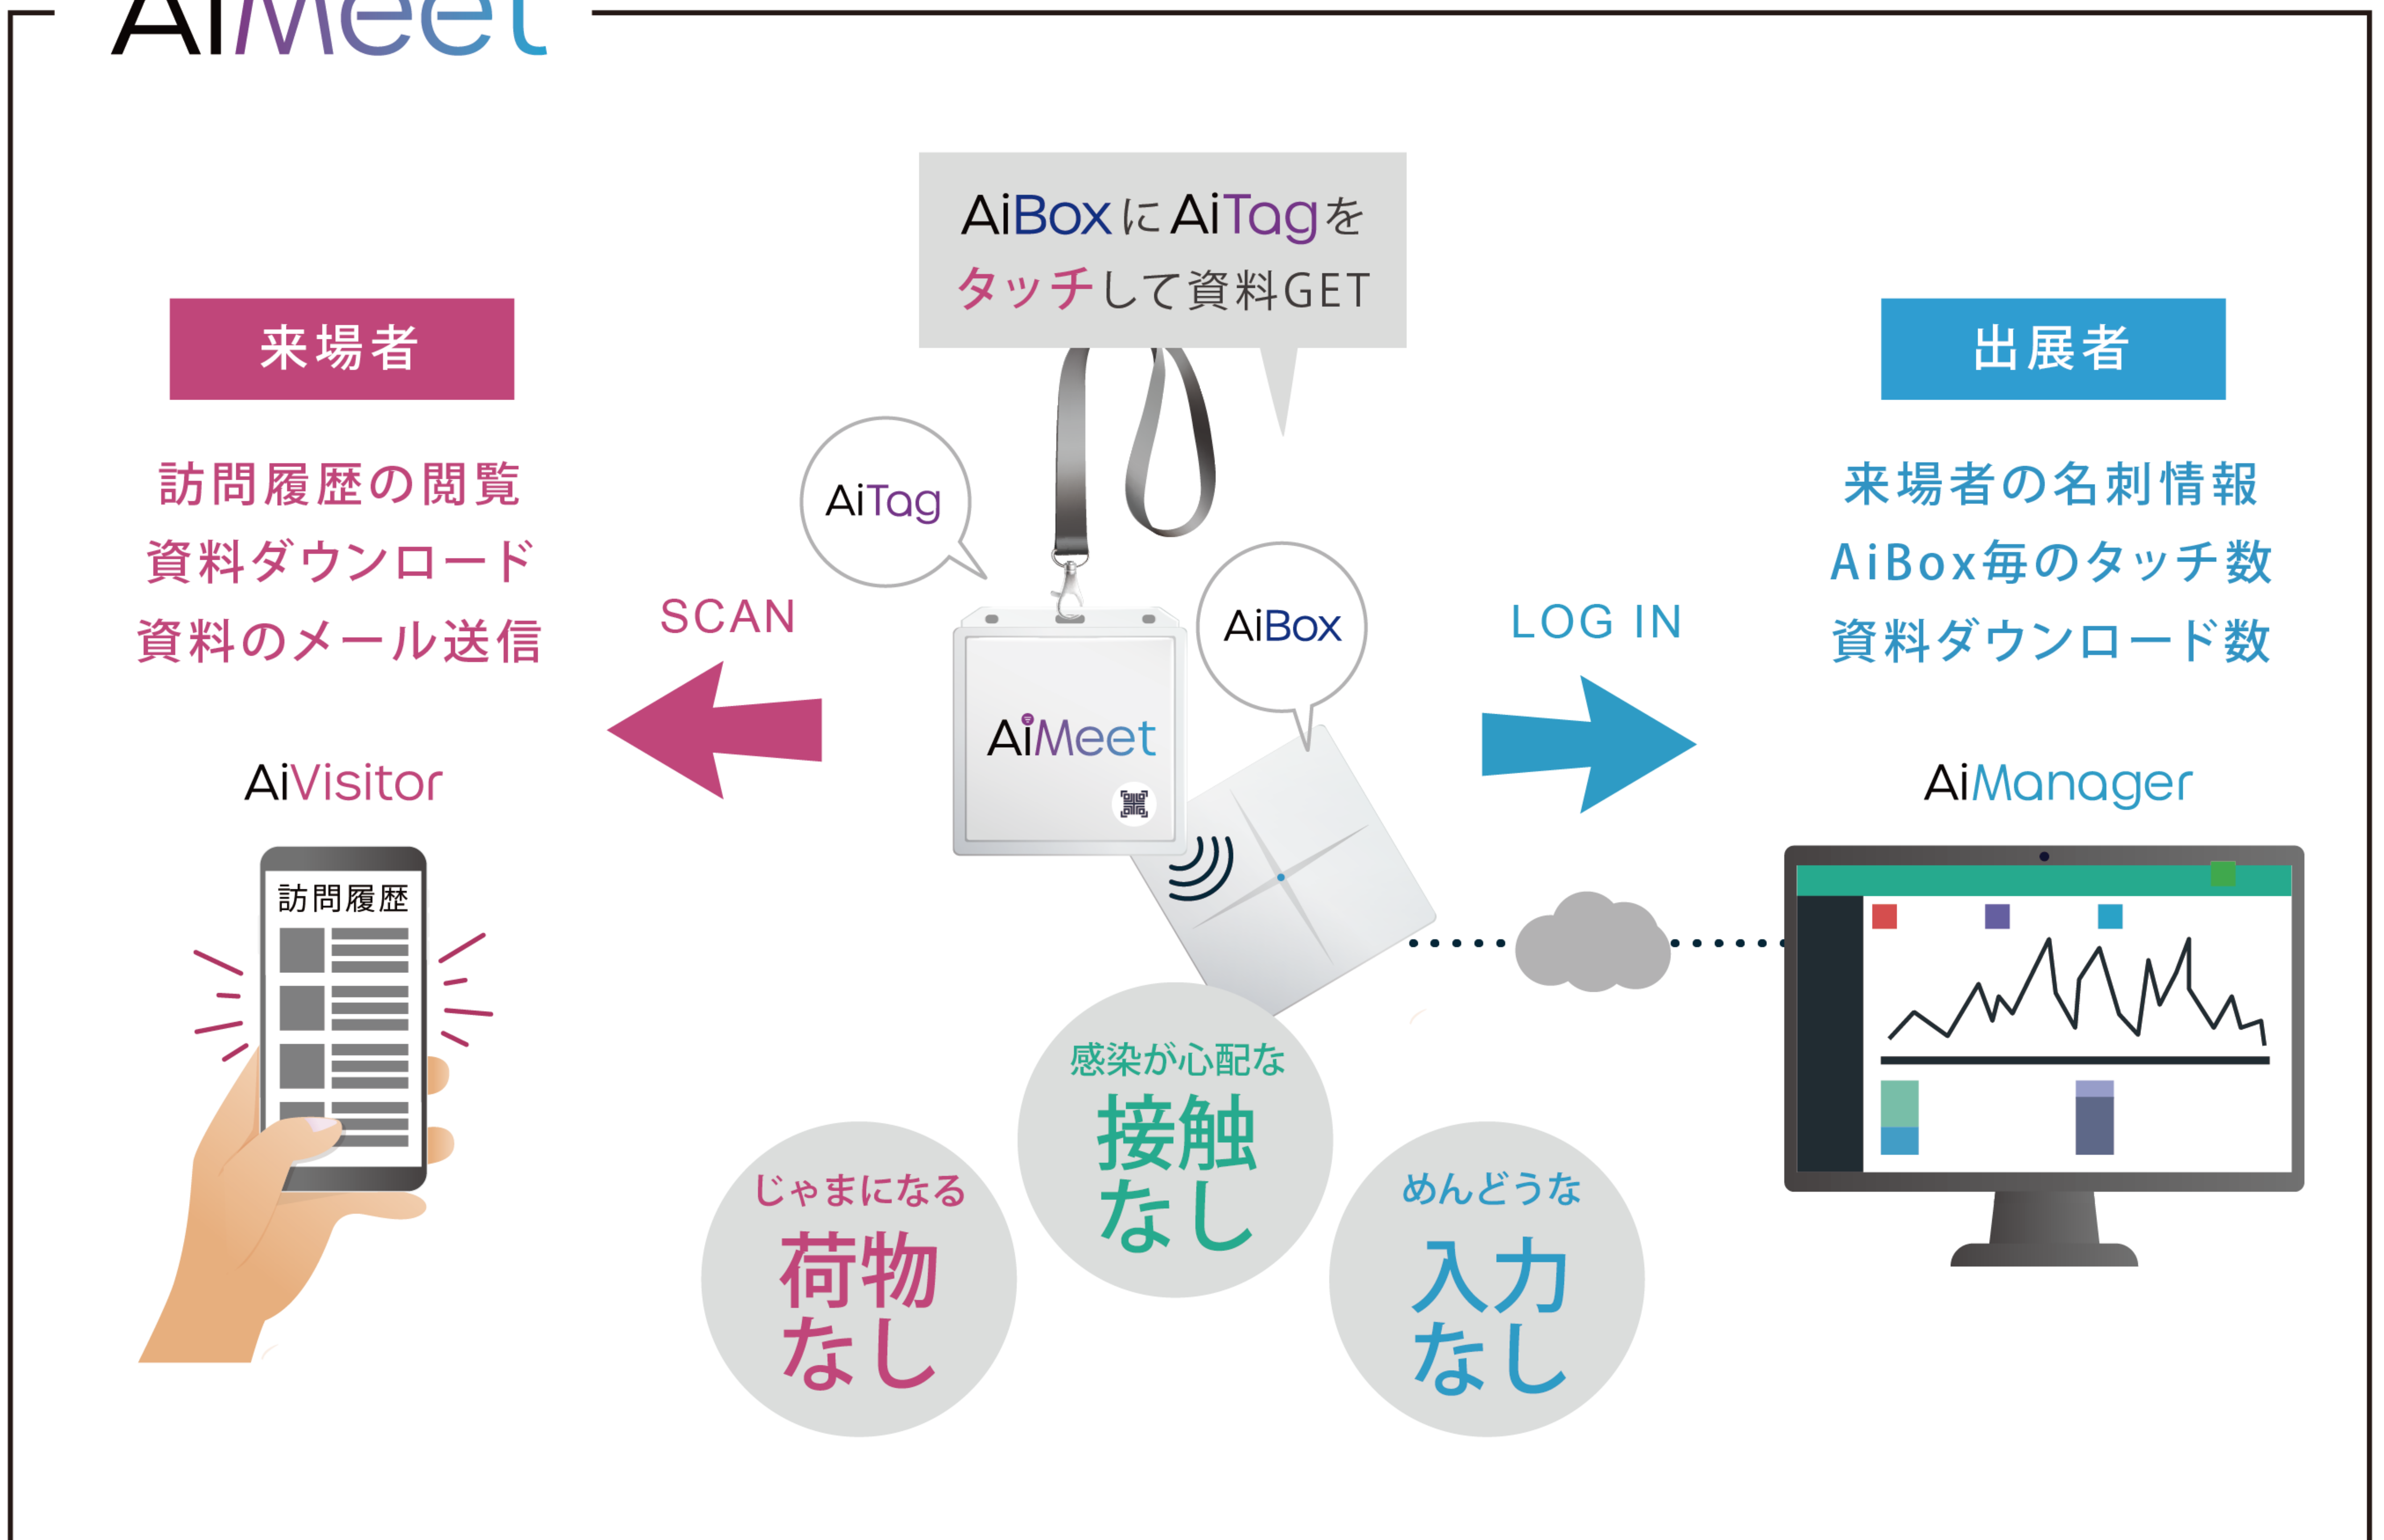 AiMeet
AiBoxにAiTagを
タッチして資料GET
来場者
訪問履歴の閲覧
資料ダウンロード
資料のメール送信
SCAN
AiVisitor
訪問履歴
AiTag
AiBox
AiMeet
出展者
来場者の名刺情報
AiBox毎のタッチ数
資料ダウンロード数
LOG IN
AiManager
じゃまになる
荷物
なし
感染が心配な
接触
なし
めんどうな
入力
なし